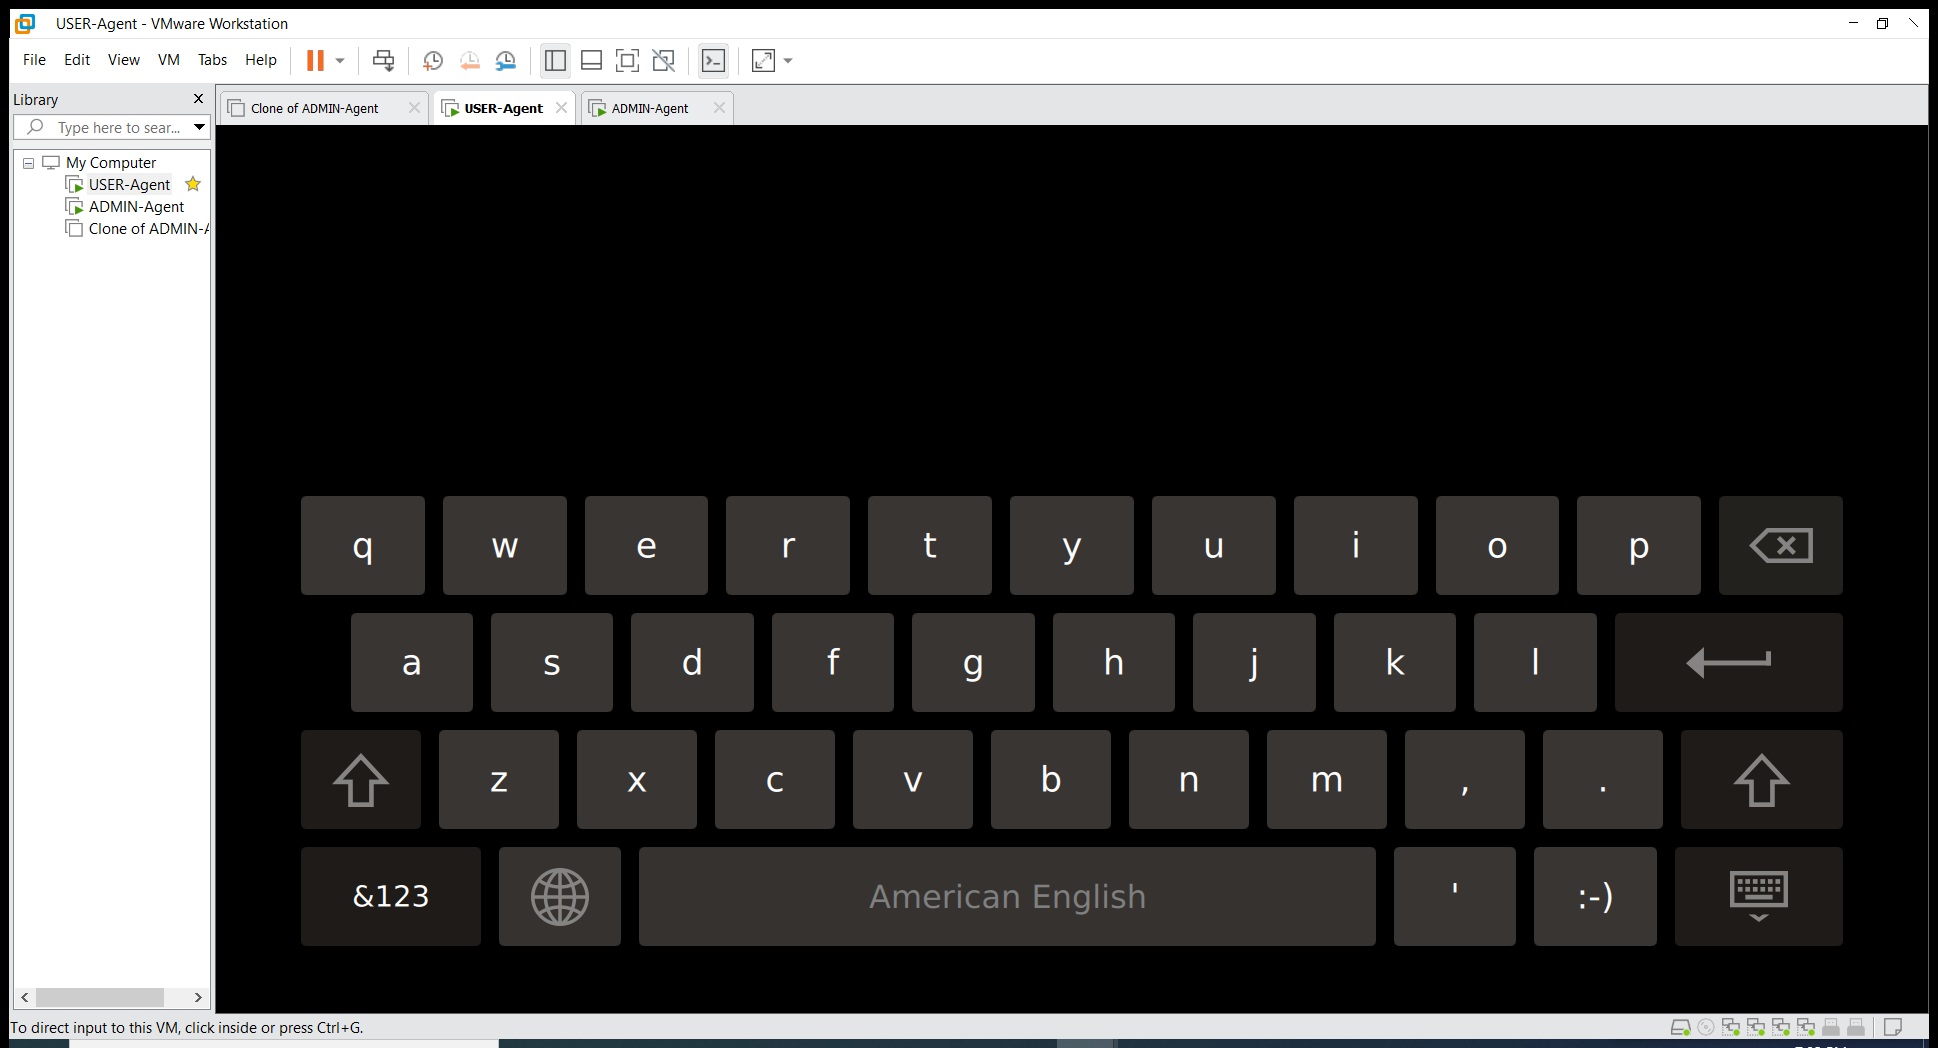 USER-Agent - VMware Workstation
File Edit View VM Tabs Help
Library
Type here to sear...
My Computer
USER-Agent
ADMIN-Agent
Clone of ADMIN-A
Clone of ADMIN-Agent
USER-Agent
ADMIN-Agent
q w e r t y u i o p
a s d f g h j k l
z x c v b n m , .
&123 American English ' :-)
To direct input to this VM, click inside or press Ctrl+G.